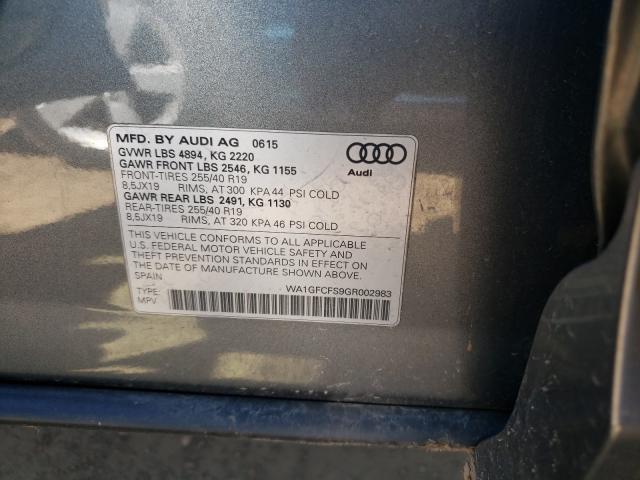 MFD. BY AUDI AG 0615
GVWR LBS 4894, KG 2220
GAWR FRONT LBS 2546, KG 1155
FRONT-TIRES 255/40 R19
8,5JX19 RIMS, AT 300 KPA 44 PSI COLD
GAWR REAR LBS 2491, KG 1130
REAR-TIRES 255/40 R19
8,5JX19 RIMS, AT 320 KPA 46 PSI COLD
Audi
THIS VEHICLE CONFORMS TO ALL APPLICABLE
U.S. FEDERAL MOTOR VEHICLE SAFETY AND
THEFT PREVENTION STANDARDS IN EFFECT ON
THE DATE OF MANUFACTURE SHOWN ABOVE.
SPAIN
WA1GFCFS9GR002983
TYPE:
MPV